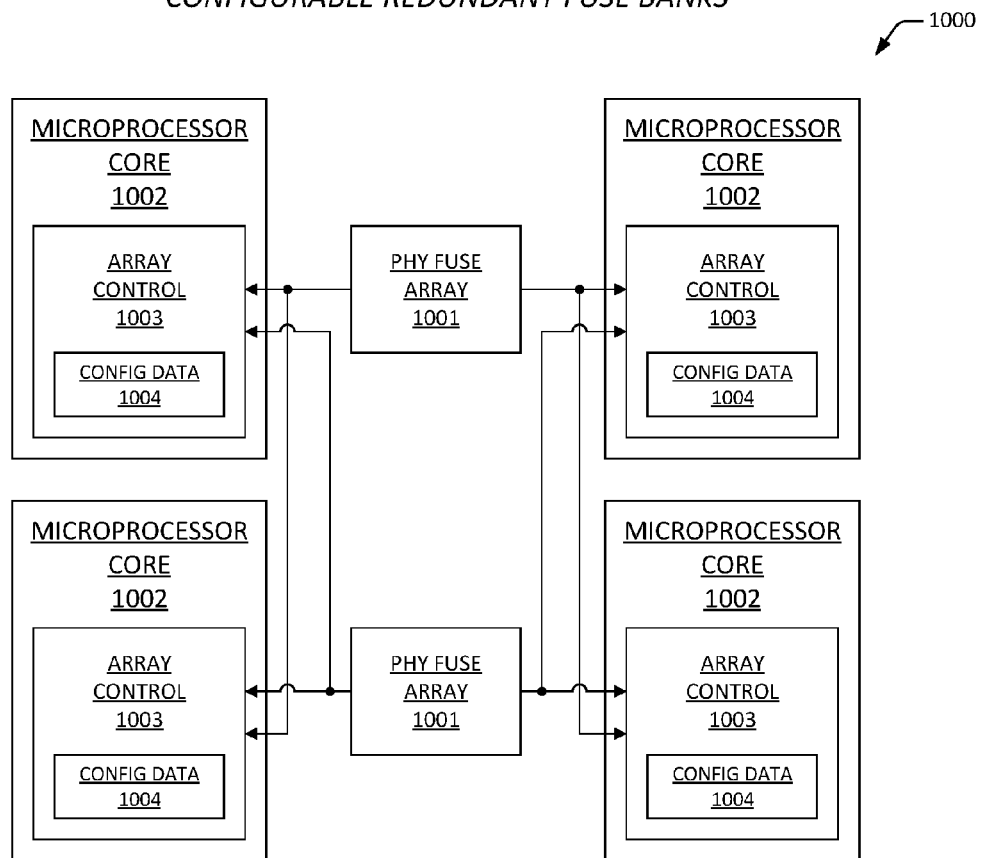 CONFIGURABLE REDUNDANT FUSE BANKS
1000
MICROPROCESSOR
CORE
1002
ARRAY
CONTROL
1003
CONFIG DATA
1004
PHY FUSE
ARRAY
1001
MICROPROCESSOR
CORE
1002
ARRAY
CONTROL
1003
CONFIG DATA
1004
MICROPROCESSOR
CORE
1002
ARRAY
CONTROL
1003
CONFIG DATA
1004
PHY FUSE
ARRAY
1001
MICROPROCESSOR
CORE
1002
ARRAY
CONTROL
1003
CONFIG DATA
1004